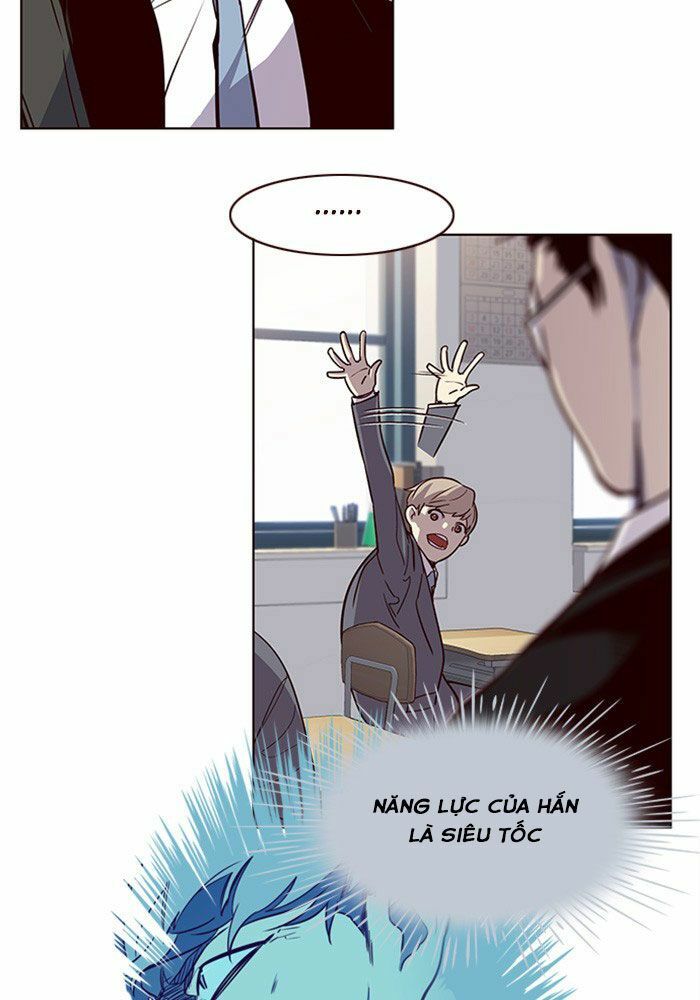 ......
NĂNG LỰC CỦA HẮN
LÀ SIÊU TỐC